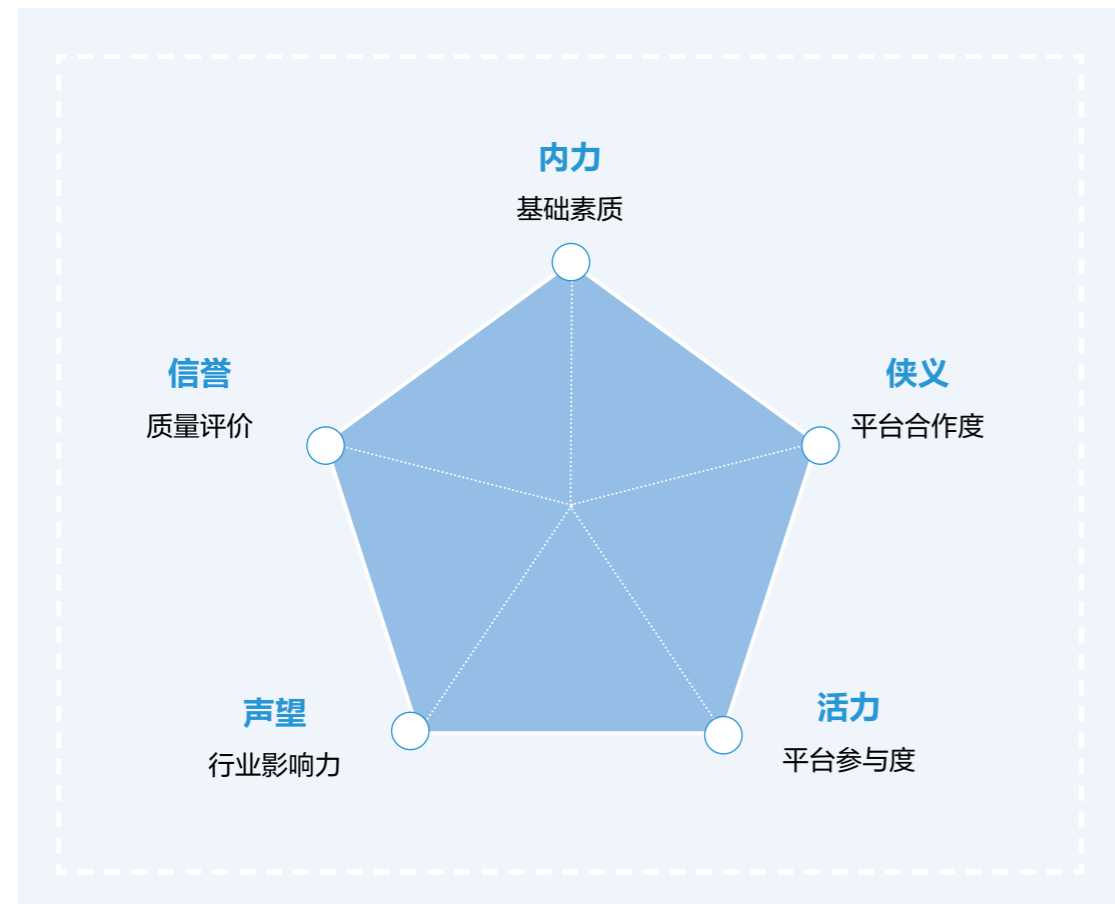 内力
基础素质
信誉
质量评价
侠义
平台合作度
声望
行业影响力
活力
平台参与度